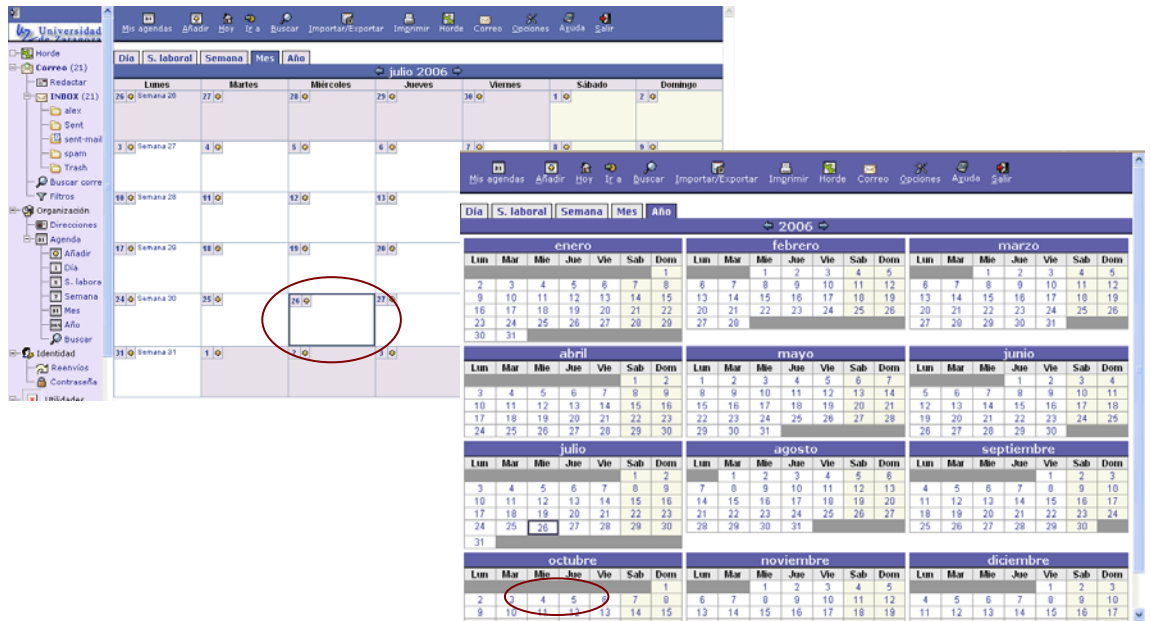 Universidad
de Zaragoza
Horde
Correo (21)
Redactar
INBOX (21)
alex
Sent
sent-mail
spam
Trash
Buscar corre
Filtros
Organización
Direcciones
Agenda
Añadir
Día
S. labora
Semana
Mes
Año
Buscar
Identidad
Reenvíos
Contraseña
Utilidades
Mis agendas Añadir Hoy Ir a Buscar Importar/Exportar Imprimir Horde Correo Opciones Ayuda Salir
Día S. laboral Semana Mes Año
julio 2006
Lunes Martes Miércoles Jueves Viernes Sábado Domingo
26 Semana 26 27 28 29 30 1 2
3 Semana 27 4 5 6 7 8 9
10 Semana 28 11 12 13
17 Semana 29 18 19 20
24 Semana 30 25 26 27
31 Semana 31 1 2 3
Mis agendas Añadir Hoy Ir a Buscar Importar/Exportar Imprimir Horde Correo Opciones Ayuda Salir
Día S. laboral Semana Mes Año
2006
enero febrero marzo
Lun Mar Mie Jue Vie Sab Dom Lun Mar Mie Jue Vie Sab Dom Lun Mar Mie Jue Vie Sab Dom
1 1 2 3 4 5 1 2 3 4 5
2 3 4 5 6 7 8 6 7 8 9 10 11 12 6 7 8 9 10 11 12
9 10 11 12 13 14 15 13 14 15 16 17 18 19 13 14 15 16 17 18 19
16 17 18 19 20 21 22 20 21 22 23 24 25 26 20 21 22 23 24 25 26
23 24 25 26 27 28 29 27 28 27 28 29 30 31
30 31
abril mayo junio
Lun Mar Mie Jue Vie Sab Dom Lun Mar Mie Jue Vie Sab Dom Lun Mar Mie Jue Vie Sab Dom
1 2 1 2 3 4 5 6 7 1 2 3 4
3 4 5 6 7 8 9 8 9 10 11 12 13 14 5 6 7 8 9 10 11
10 11 12 13 14 15 16 15 16 17 18 19 20 21 12 13 14 15 16 17 18
17 18 19 20 21 22 23 22 23 24 25 26 27 28 19 20 21 22 23 24 25
24 25 26 27 28 29 30 29 30 31 26 27 28 29 30
julio agosto septiembre
Lun Mar Mie Jue Vie Sab Dom Lun Mar Mie Jue Vie Sab Dom Lun Mar Mie Jue Vie Sab Dom
1 2 1 2 3 4 5 6 1 2 3
3 4 5 6 7 8 9 7 8 9 10 11 12 13 4 5 6 7 8 9 10
10 11 12 13 14 15 16 14 15 16 17 18 19 20 11 12 13 14 15 16 17
17 18 19 20 21 22 23 21 22 23 24 25 26 27 18 19 20 21 22 23 24
24 25 26 27 28 29 30 28 29 30 31 25 26 27 28 29 30
31
octubre noviembre diciembre
Lun Mar Mie Jue Vie Sab Dom Lun Mar Mie Jue Vie Sab Dom Lun Mar Mie Jue Vie Sab Dom
1 1 2 3 4 5 1 2 3
2 3 4 5 6 7 8 6 7 8 9 10 11 12 4 5 6 7 8 9 10
9 10 11 12 13 14 15 13 14 15 16 17 18 19 11 12 13 14 15 16 17